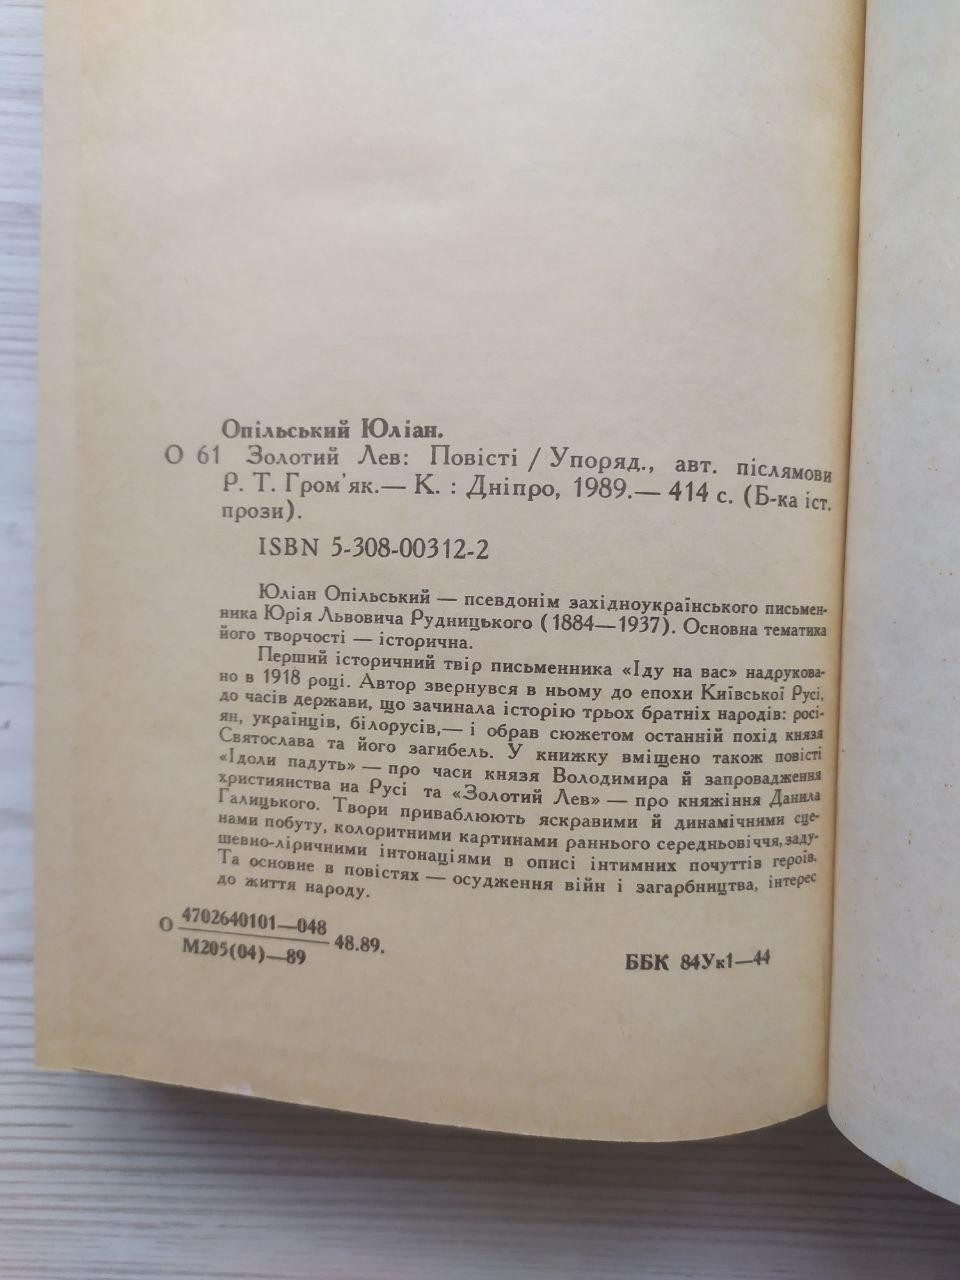 Опільський Юліан.
О 61 Золотий Лев: Повісті / Упоряд., авт. післямови
Р. Т. Гром'як.— К. : Дніпро, 1989.— 414 с. (Б-ка іст.
прози).
ISBN 5-308-00312-2
Юліан Опільський — псевдонім західноукраїнського письмен-
ника Юрія Львовича Рудницького (1884—1937). Основна тематика
його творчості — історична.
Перший історичний твір письменника «Іду на вас» надрукова-
но в 1918 році. Автор звернувся в ньому до епохи Київської Русі,
до часів держави, що зачинала історію трьох братніх народів: росі-
ян, українців, білорусів,— і обрав сюжетом останній похід князя
Святослава та його загибель. У книжку вміщено також повісті
«Ідоли падуть» — про часи князя Володимира й запровадження
християнства на Русі та «Золотий Лев» — про княжіння Данила
Галицького. Твори приваблюють яскравими й динамічними сце-
нами побуту, колоритними картинами раннього середньовіччя, заду-
шевно-ліричними інтонаціями в описі інтимних почуттів героїв.
Та основне в повістях — осудження війн і загарбництва, інтерес
до життя народу.
О 4702640101—048
М205(04)—89 48.89.
ББК 84Ук1—44